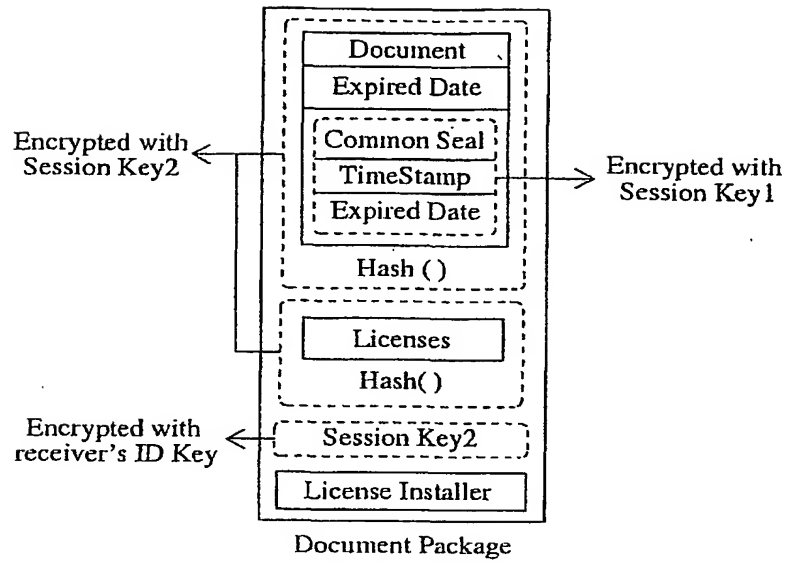 Document
Expired Date
Encrypted with
Session Key2
Common Seal
TimeStamp
Expired Date
Encrypted with
Session Key1
Hash ( )
Licenses
Hash( )
Encrypted with
receiver's ID Key
Session Key2
License Installer
Document Package